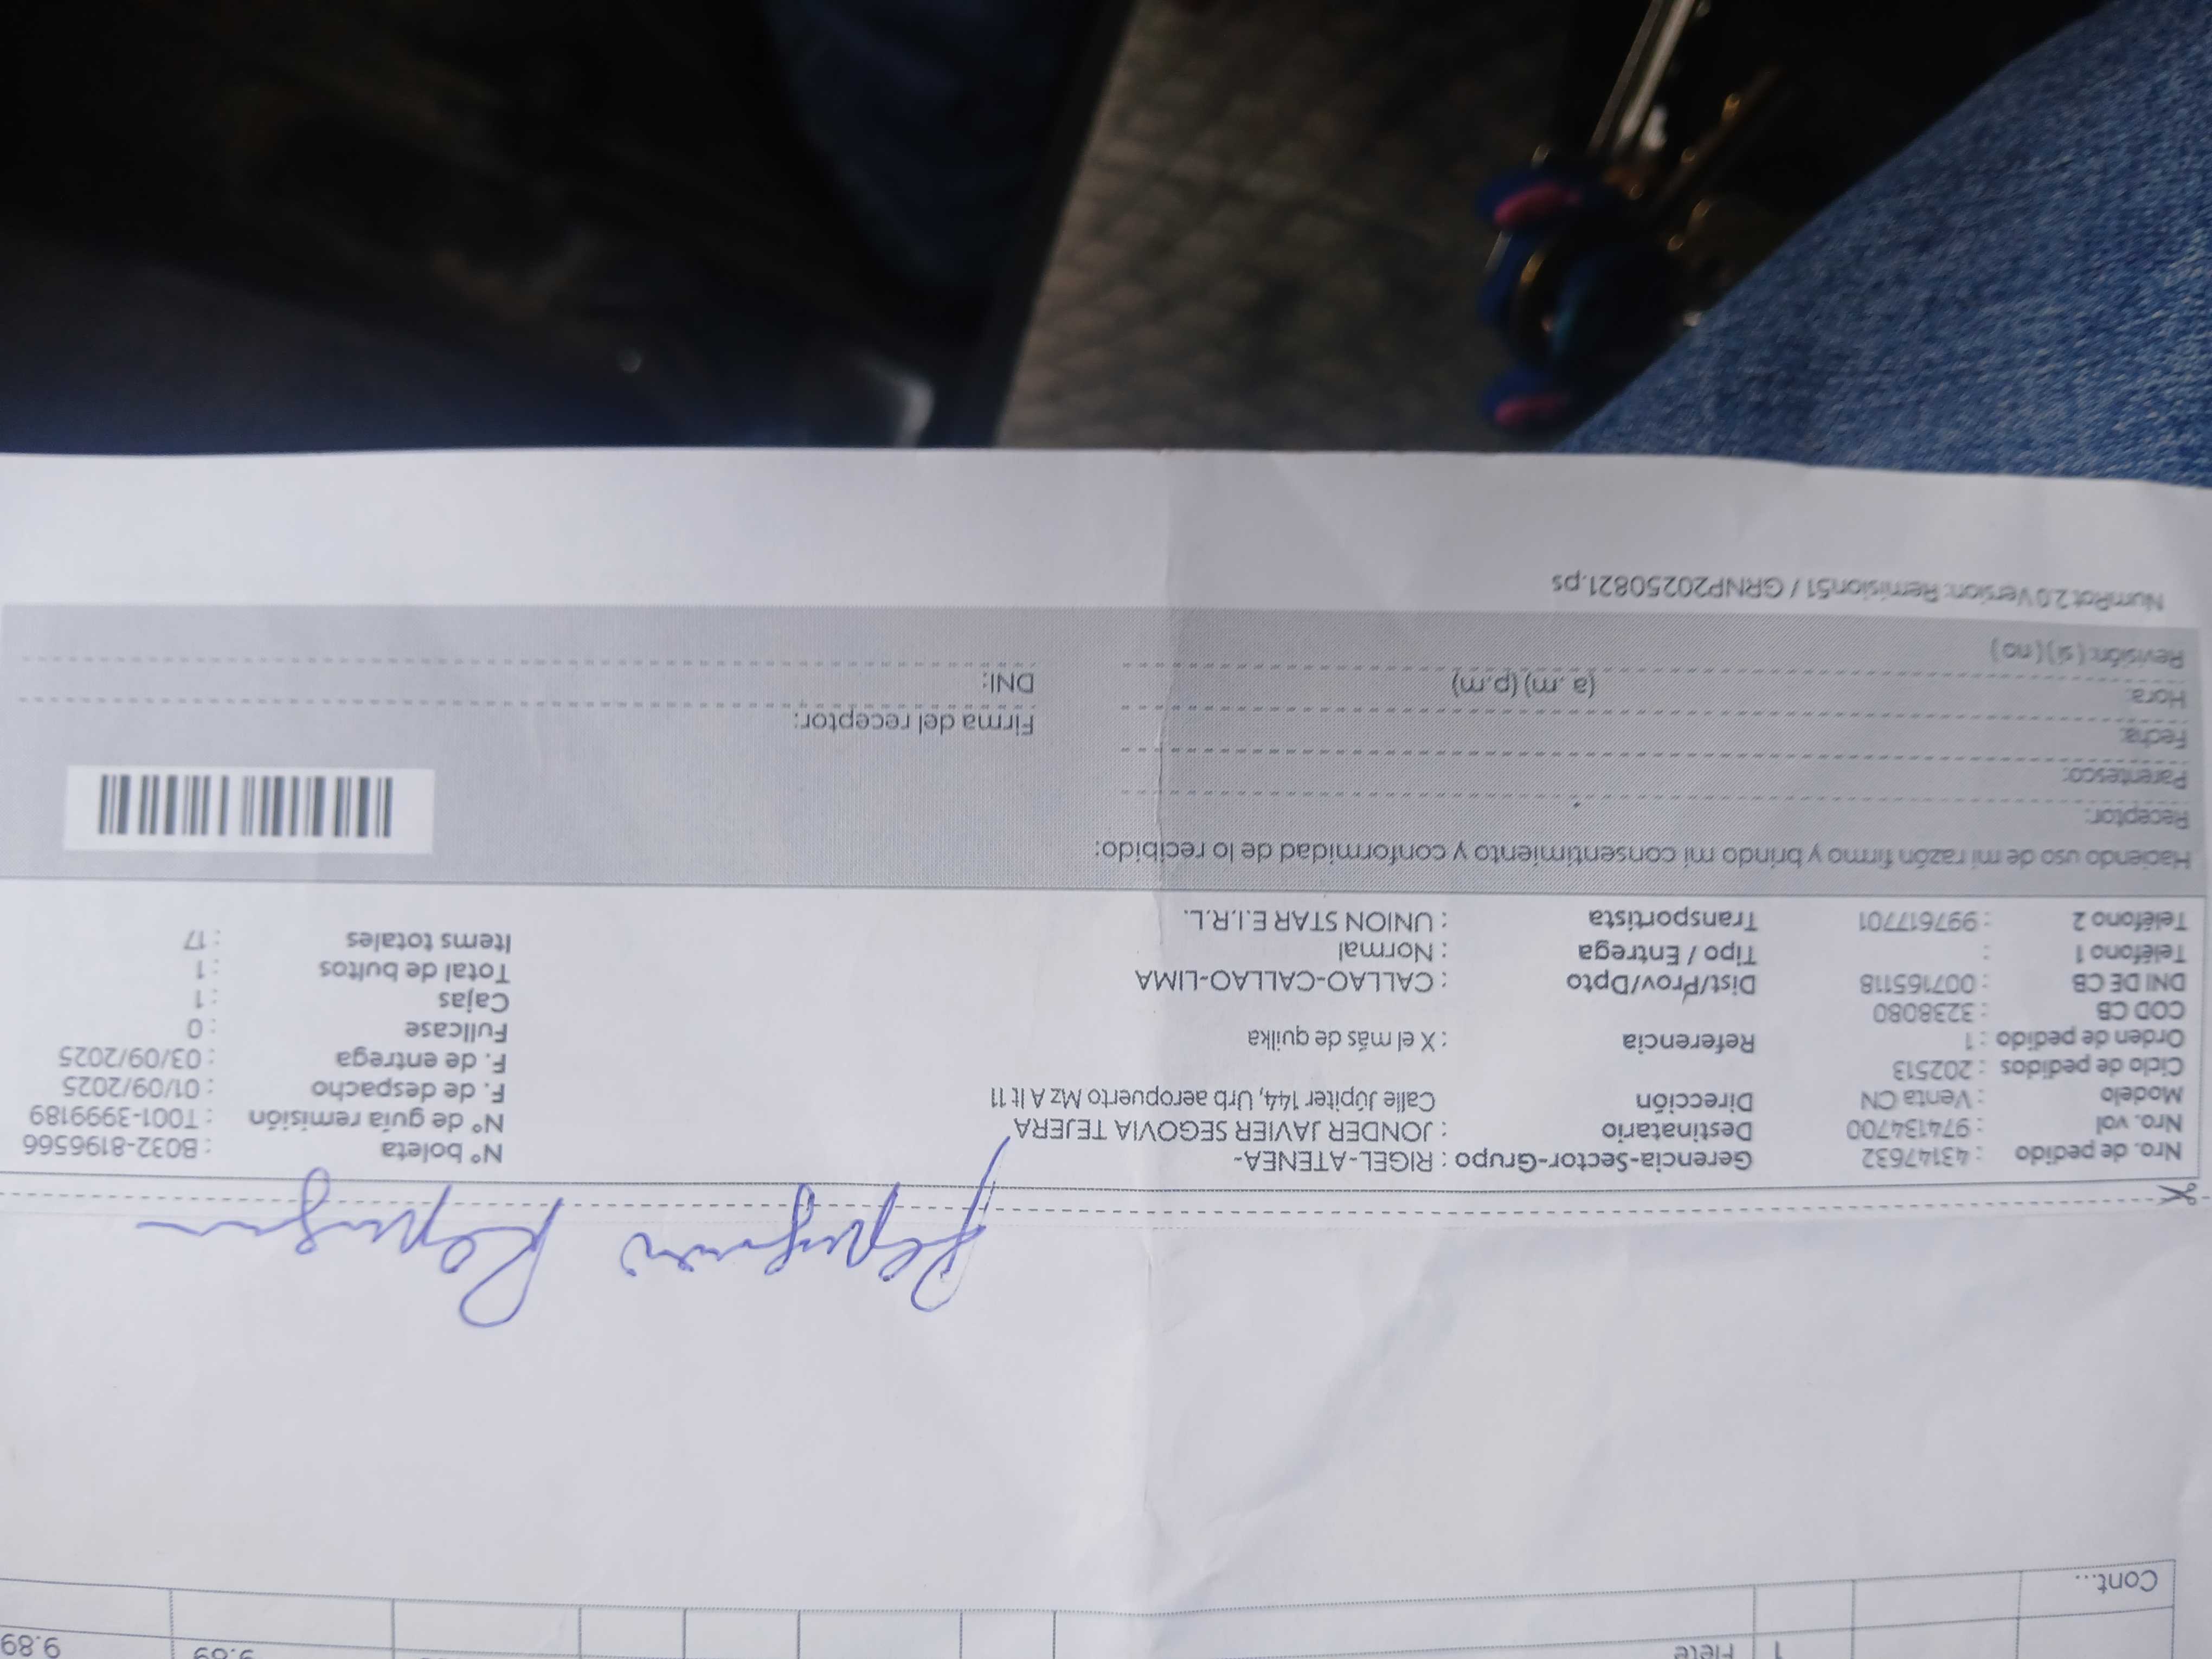 1 Flete 9.89
Cont...
Nro. de pedido : 43147632 Gerencia-Sector-Grupo : RIGEL-ATENEA- N° boleta : B032-8196566
Nro. vol : 974134700 Destinatario : JONDER JAVIER SEGOVIA TEJERA N° de guía remisión : T001-3999189
Modelo : Venta CN Dirección Calle Júpiter 144, Urb aeropuerto Mz A lt 11 F. de despacho : 01/09/2025
Ciclo de pedidos : 202513 F. de entrega : 03/09/2025
Orden de pedido : 1 Referencia : X el más de quilka Fullcase : 0
COD CB : 3238080 Cajas : 1
DNI DE CB : 007165118 Dist/Prov/Dpto : CALLAO-CALLAO-LIMA Total de bultos : 1
Teléfono 1 : Tipo / Entrega : Normal Items totales : 17
Teléfono 2 : 997617701 Transportista : UNION STAR E.I.R.L.
Haciendo uso de mi razón firmo y brindo mi consentimiento y conformidad de lo recibido:
Receptor:
Parentesco:
Fecha: Firma del receptor:
Hora: (a .m) (p.m) DNI:
Revisión: ( si ) ( no )
NumRot 2.0 Version: Remision51 / GRNP20250821.ps